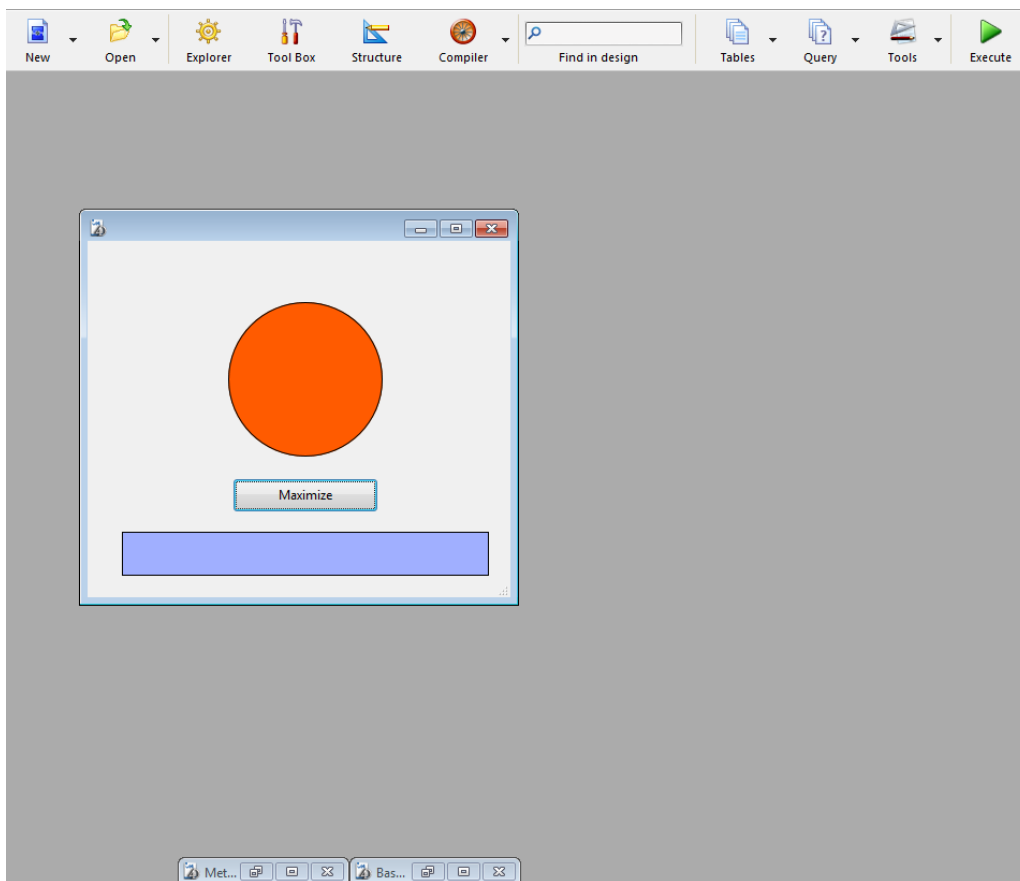 New Open Explorer Tool Box Structure Compiler Find in design Tables Query Tools Execute
Maximize
Met... Bas...